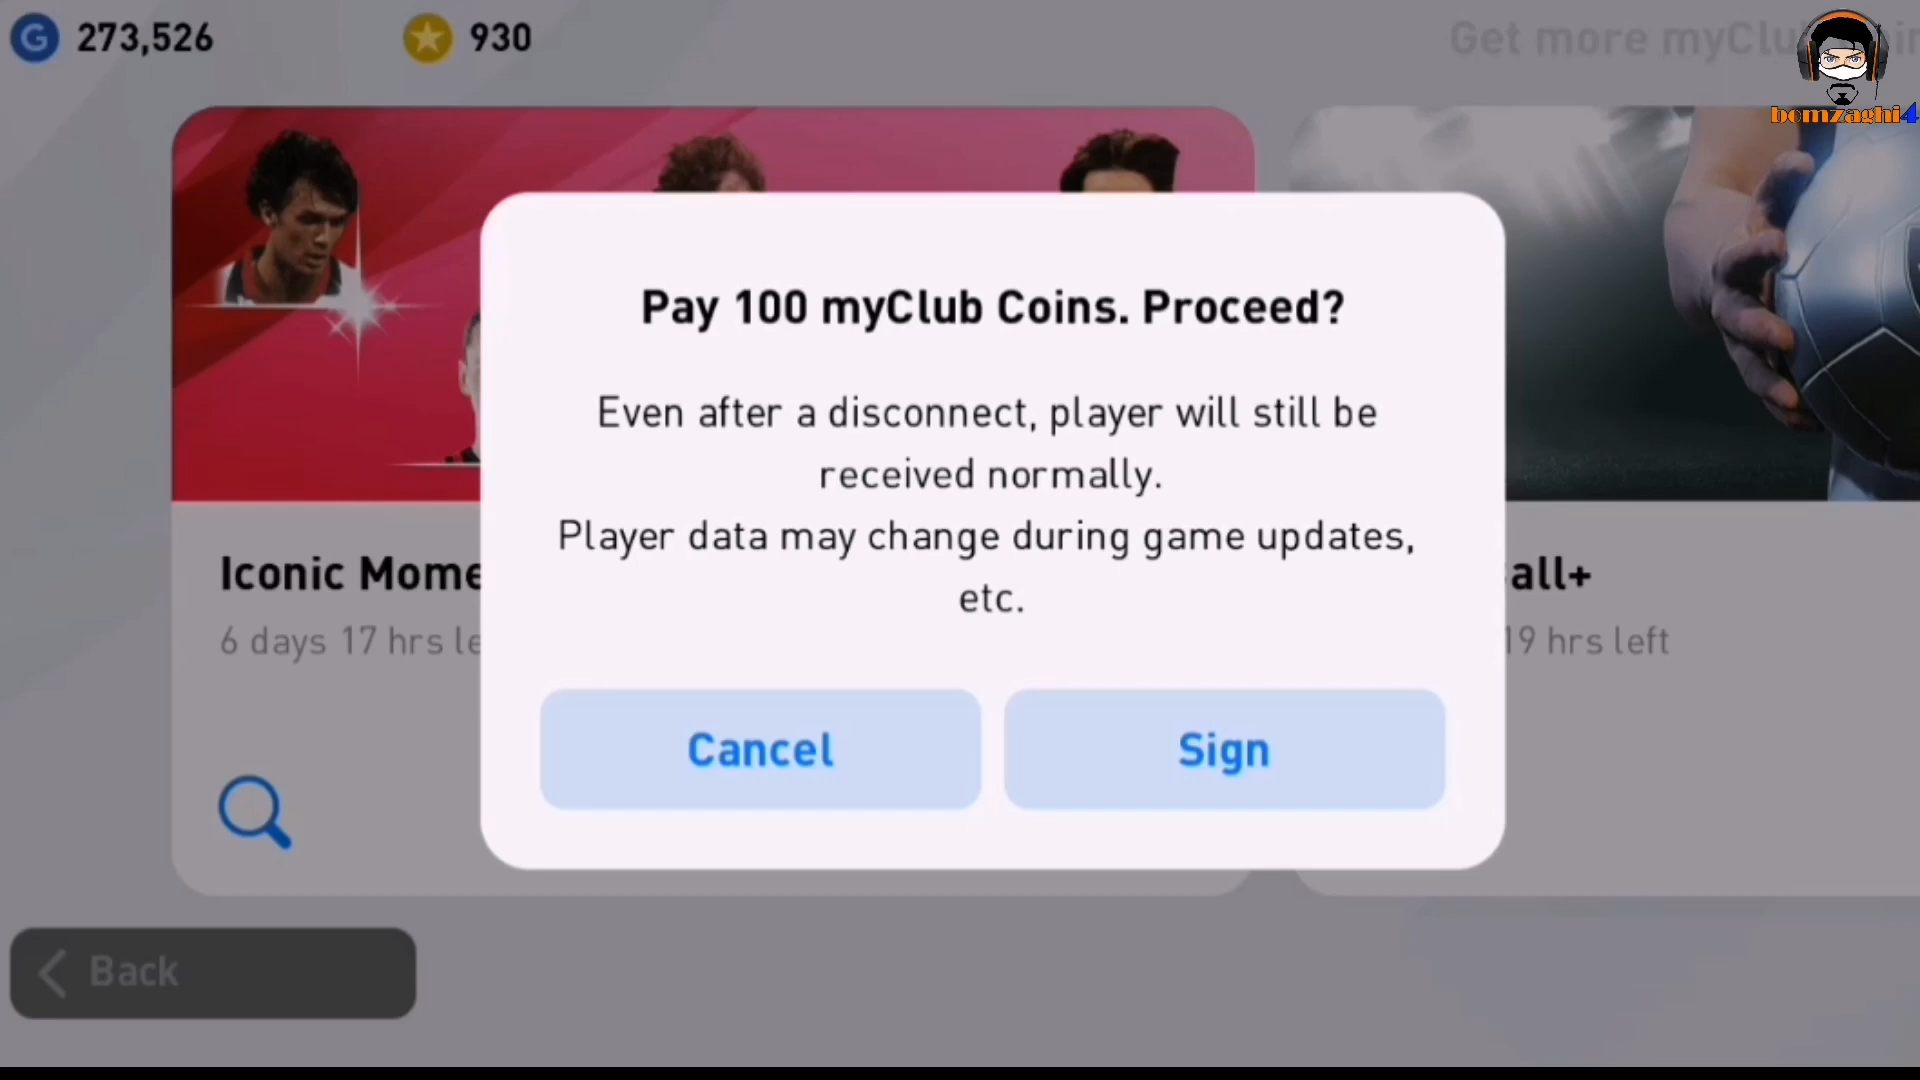 G 273,526 930 Get more myClu
bomzaghi4
Pay 100 myClub Coins. Proceed?
Even after a disconnect, player will still be
received normally.
Player data may change during game updates,
etc.
Iconic Mome all+
6 days 17 hrs le 19 hrs left
Cancel Sign
Back